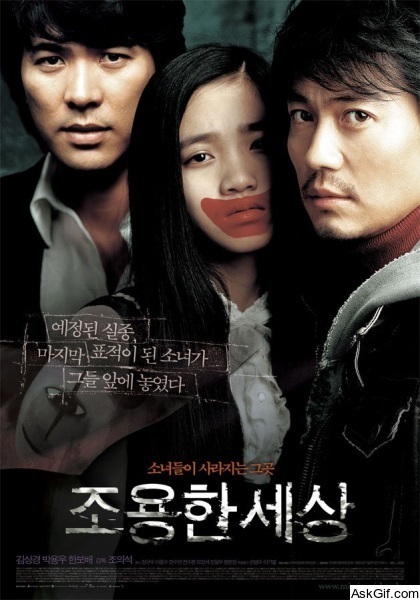 예정된 실종,
마지막 표적이 된 소녀가
그들 앞에 놓였다
소녀들이 사라지는 그곳
조용한 세상
김상경 박용우 한보배 감독 조의석
AskGif.com